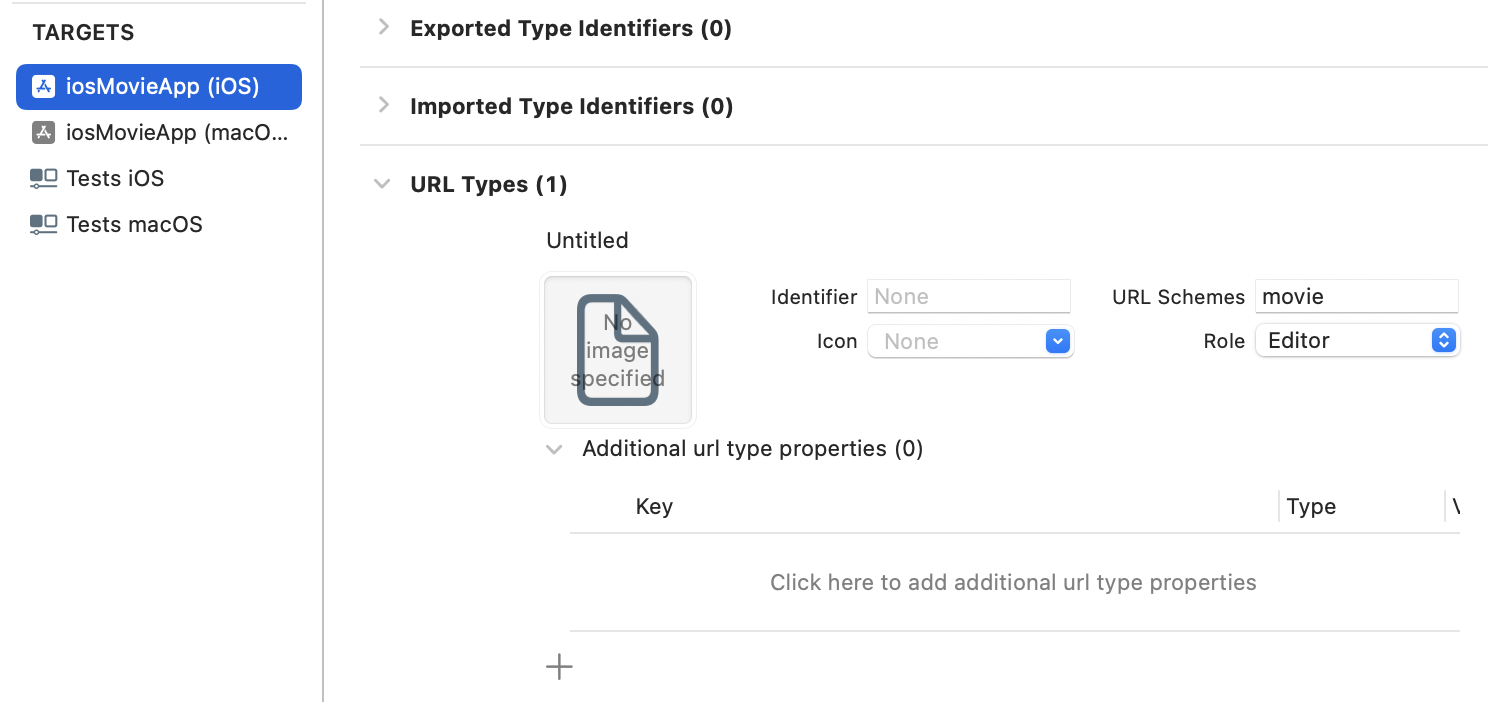 TARGETS
iosMovieApp (iOS)
iosMovieApp (macO...
Tests iOS
Tests macOS
Exported Type Identifiers (0)
Imported Type Identifiers (0)
URL Types (1)
Untitled
No
image
specified
Identifier None
URL Schemes movie
Icon None
Role Editor
Additional url type properties (0)
Key Type
Click here to add additional url type properties